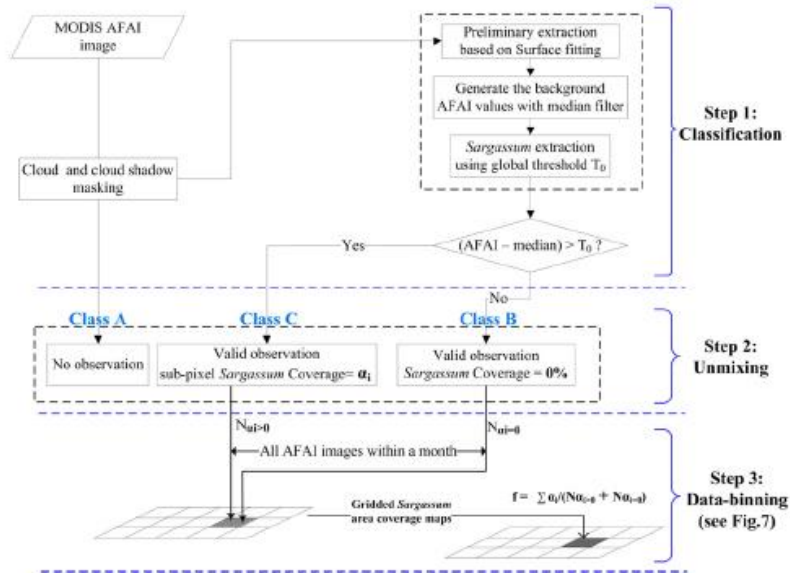 MODIS AFAI
image
Preliminary extraction
based on Surface fitting
Generate the background
AFAI values with median filter
Sargassum extraction
using global threshold T₀
Step 1:
Classification
Cloud and cloud shadow
masking
Yes
(AFAI – median) > T₀ ?
No
Class A
Class C
Class B
No observation
Valid observation
sub-pixel Sargassum Coverage= αᵢ
Valid observation
Sargassum Coverage = 0%
Step 2:
Unmixing
Nαi>0
Nαi=0
All AFAI images within a month
Gridded Sargassum
area coverage maps
f = ∑ αᵢ/(Nαi>0 + Nαi=0)
Step 3:
Data-binning
(see Fig.7)